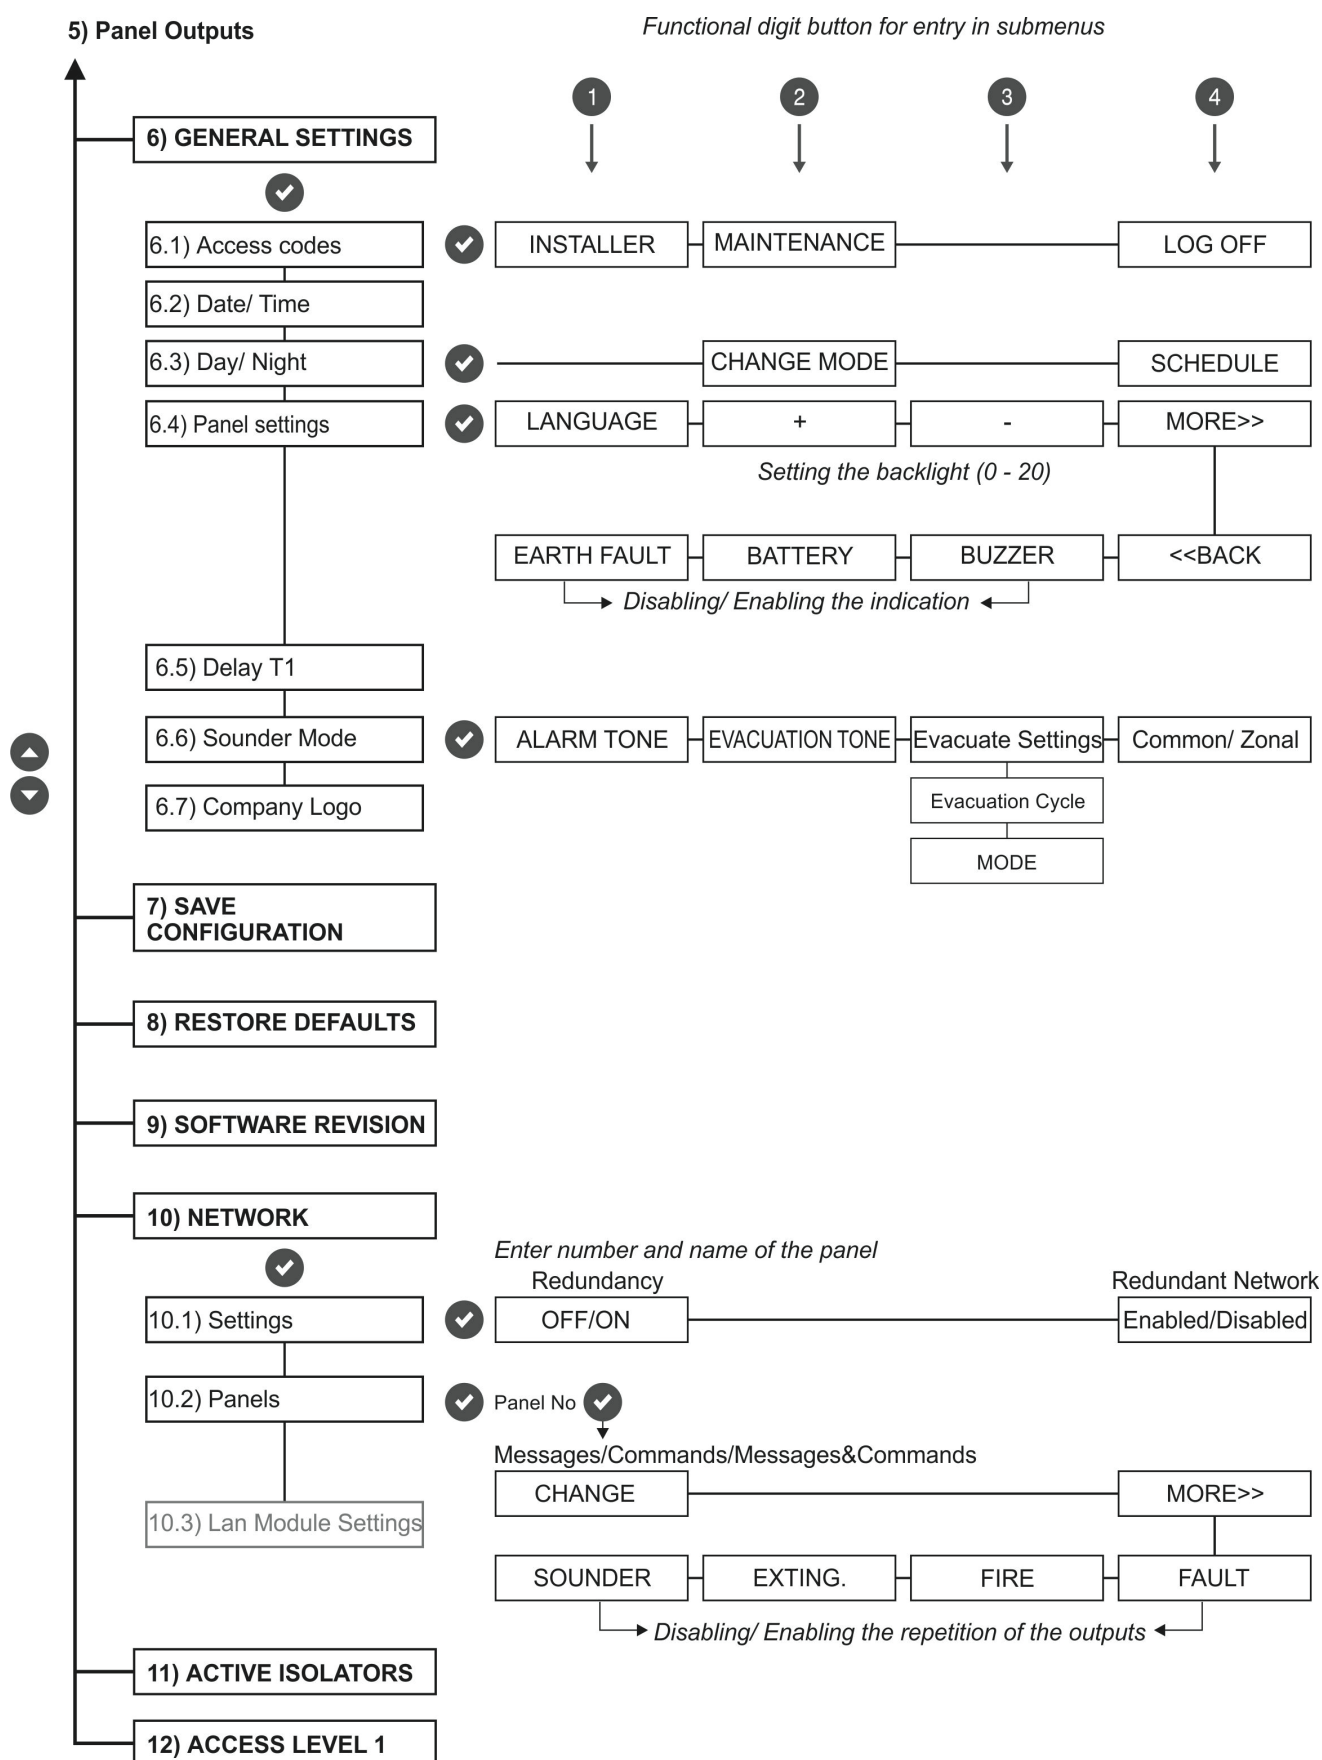 5) Panel Outputs
Functional digit button for entry in submenus
1
2
3
4
6) GENERAL SETTINGS
6.1) Access codes
INSTALLER
MAINTENANCE
LOG OFF
6.2) Date/ Time
6.3) Day/ Night
CHANGE MODE
SCHEDULE
6.4) Panel settings
LANGUAGE
+
-
MORE>>
Setting the backlight (0 - 20)
EARTH FAULT
BATTERY
BUZZER
<<BACK
Disabling/ Enabling the indication
6.5) Delay T1
6.6) Sounder Mode
ALARM TONE
EVACUATION TONE
Evacuate Settings
Common/ Zonal
Evacuation Cycle
MODE
6.7) Company Logo
7) SAVE
CONFIGURATION
8) RESTORE DEFAULTS
9) SOFTWARE REVISION
10) NETWORK
Enter number and name of the panel
Redundancy
Redundant Network
10.1) Settings
OFF/ON
Enabled/Disabled
10.2) Panels
Panel No
Messages/Commands/Messages&Commands
CHANGE
MORE>>
10.3) Lan Module Settings
SOUNDER
EXTING.
FIRE
FAULT
Disabling/ Enabling the repetition of the outputs
11) ACTIVE ISOLATORS
12) ACCESS LEVEL 1